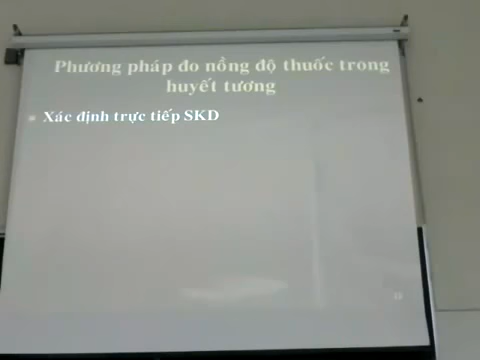 Phương pháp đo nồng độ thuốc trong
huyết tương
Xác định trực tiếp SKD